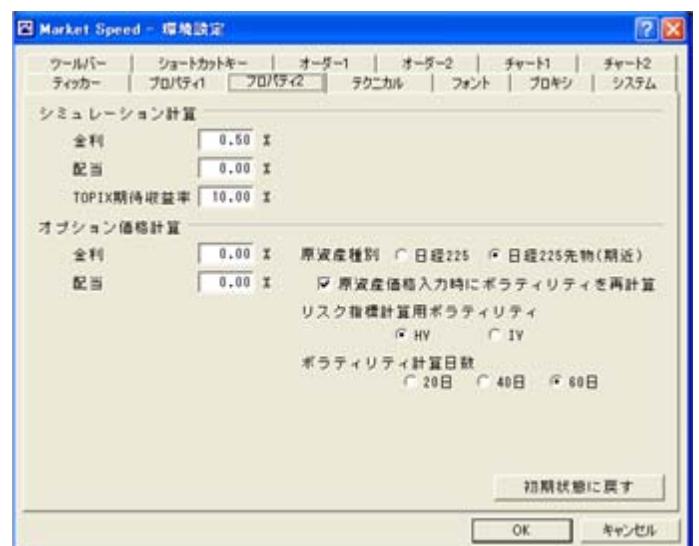 Market Speed - 環境設定
ツールバー ショートカットキー オーダー1 オーダー2 チャート1 チャート2
ティッカー プロパティ1 プロパティ2 テクニカル フォント プロキシ システム
シミュレーション計算
金利 0.50 %
配当 0.00 %
TOPIX期待収益率 10.00 %
オプション価格計算
金利 0.00 % 原資産種別 日経225 日経225先物(期近)
配当 0.00 % 原資産価格入力時にボラティリティを再計算
リスク指標計算用ボラティリティ
HV IV
ボラティリティ計算日数
20日 40日 60日
初期状態に戻す
OK キャンセル